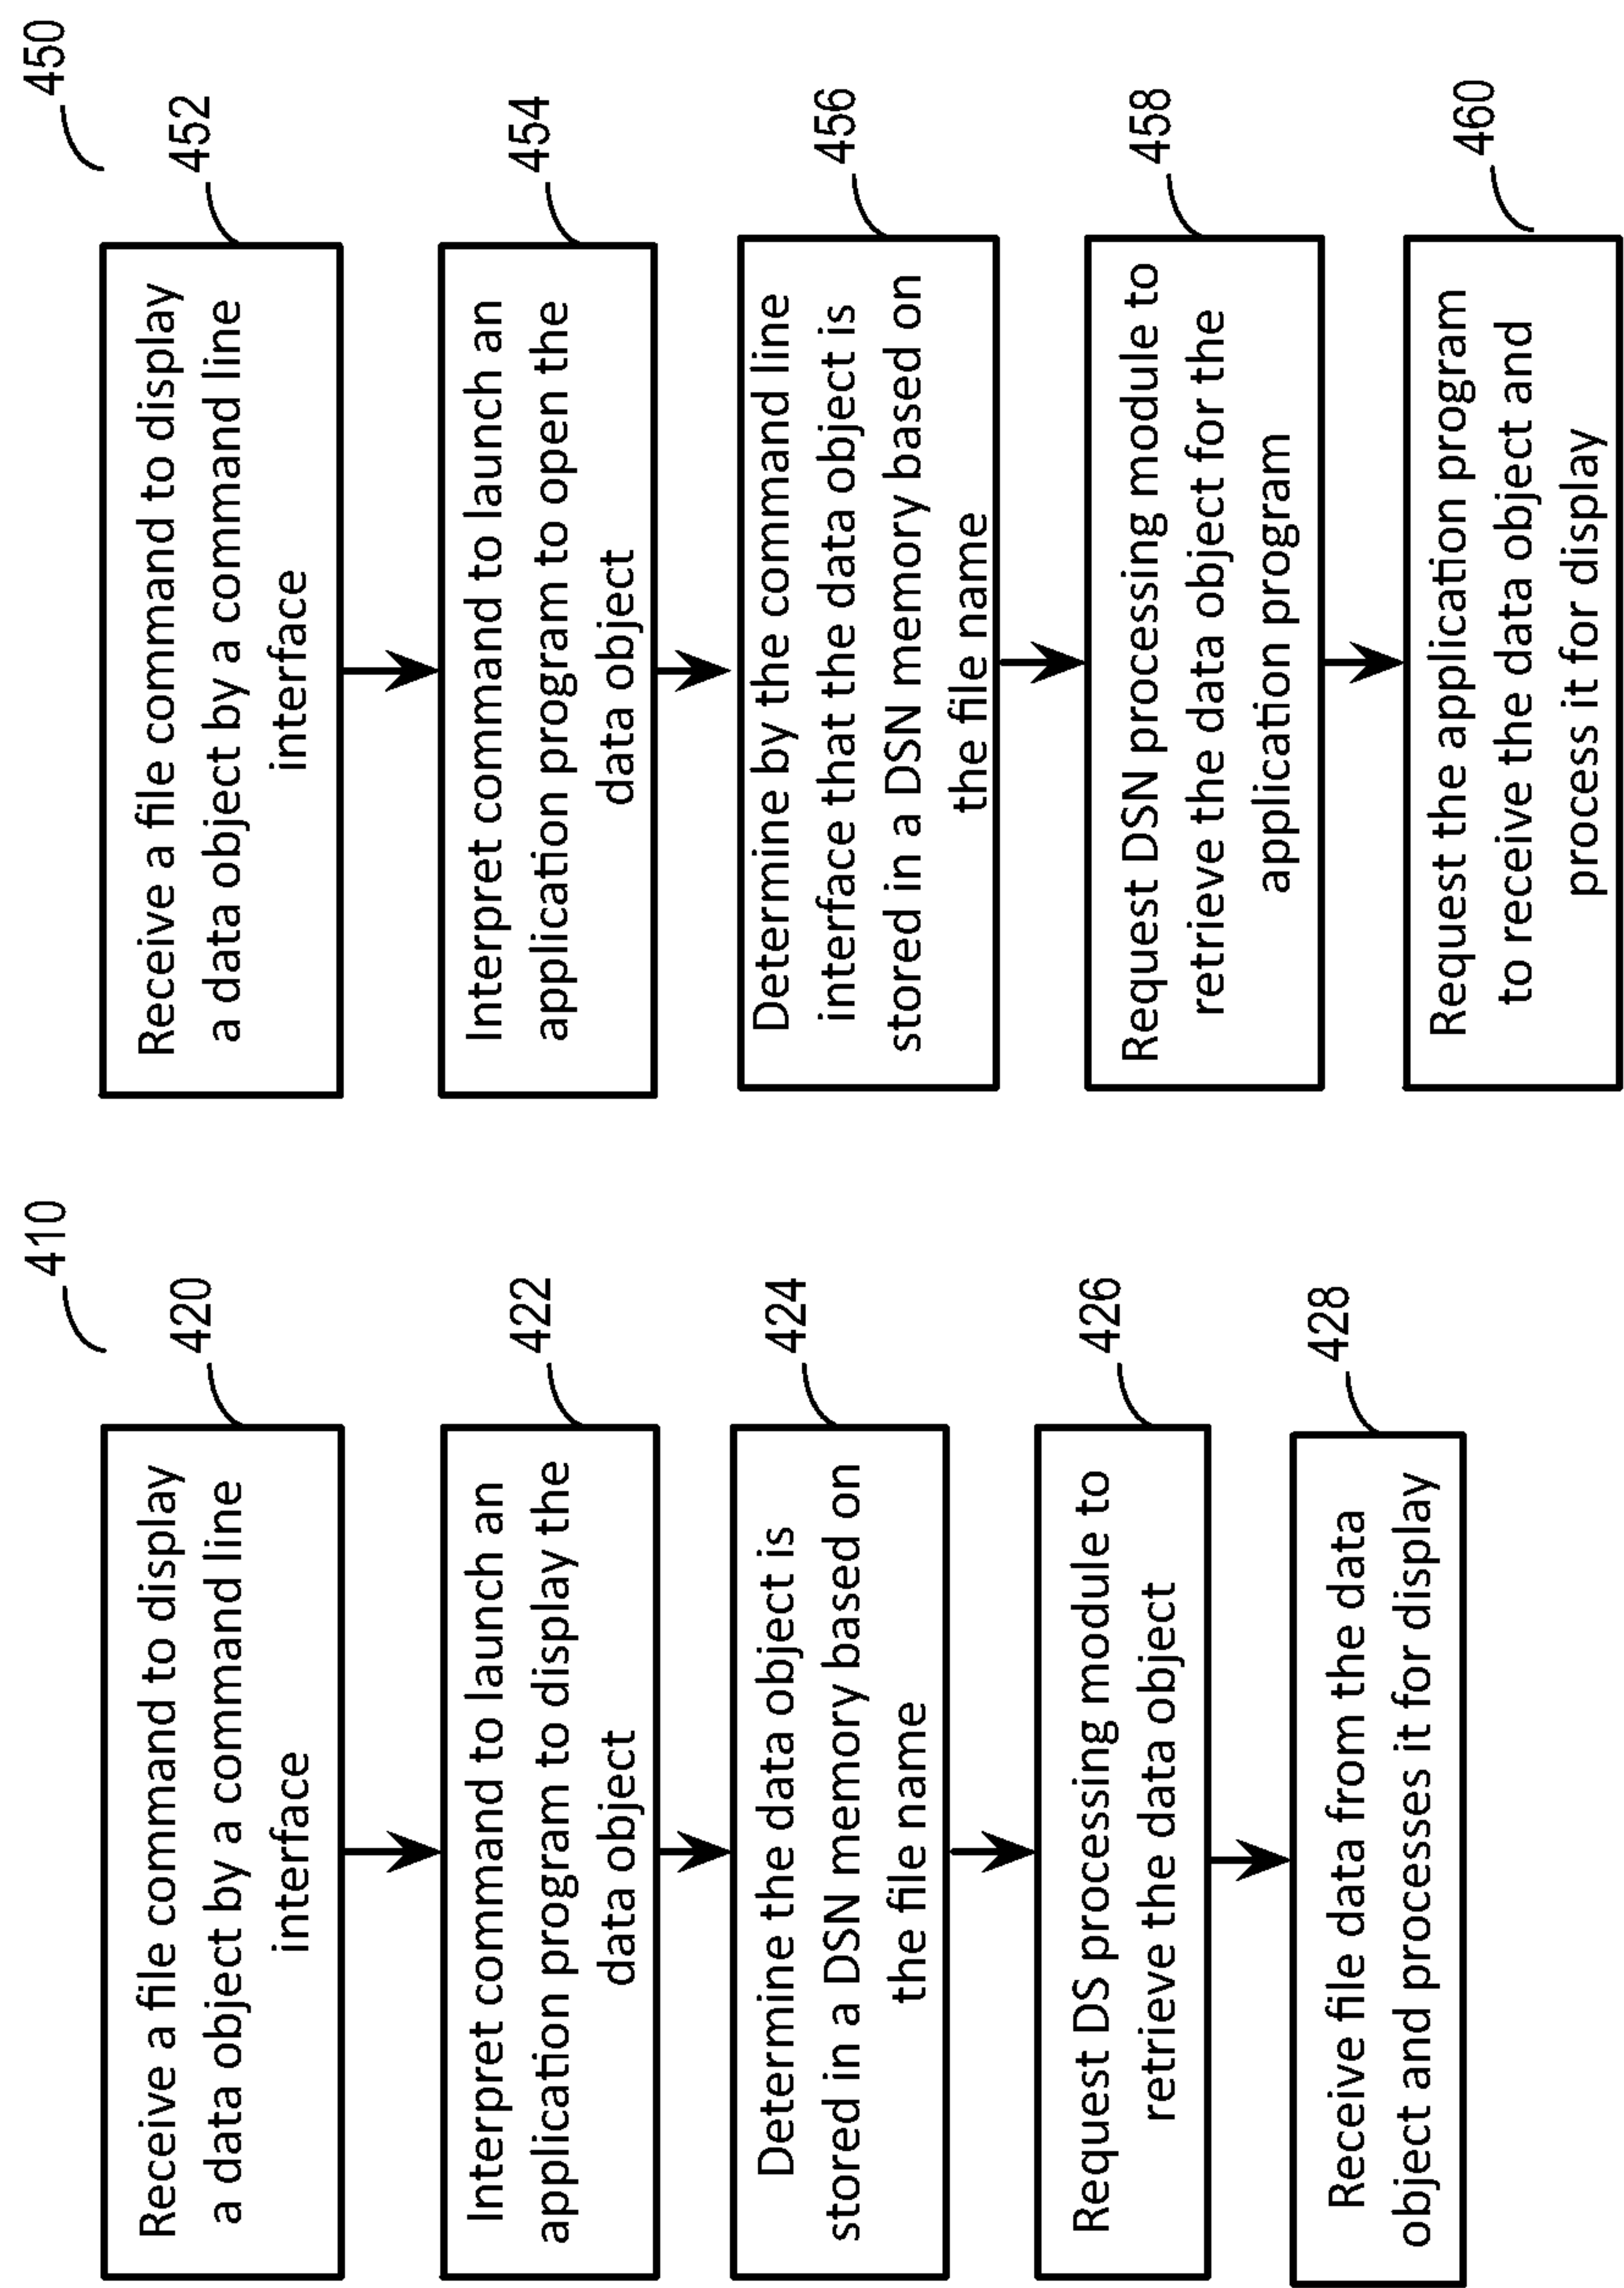 410
420
Receive a file command to display
a data object by a command line
interface
422
Interpret command to launch an
application program to display the
data object
424
Determine the data object is
stored in a DSN memory based on
the file name
426
Request DS processing module to
retrieve the data object
428
Receive file data from the data
object and processes it for display
450
452
Receive a file command to display
a data object by a command line
interface
454
Interpret command to launch an
application program to open the
data object
456
Determine by the command line
interface that the data object is
stored in a DSN memory based on
the file name
458
Request DSN processing module to
retrieve the data object for the
application program
460
Request the application program
to receive the data object and
process it for display